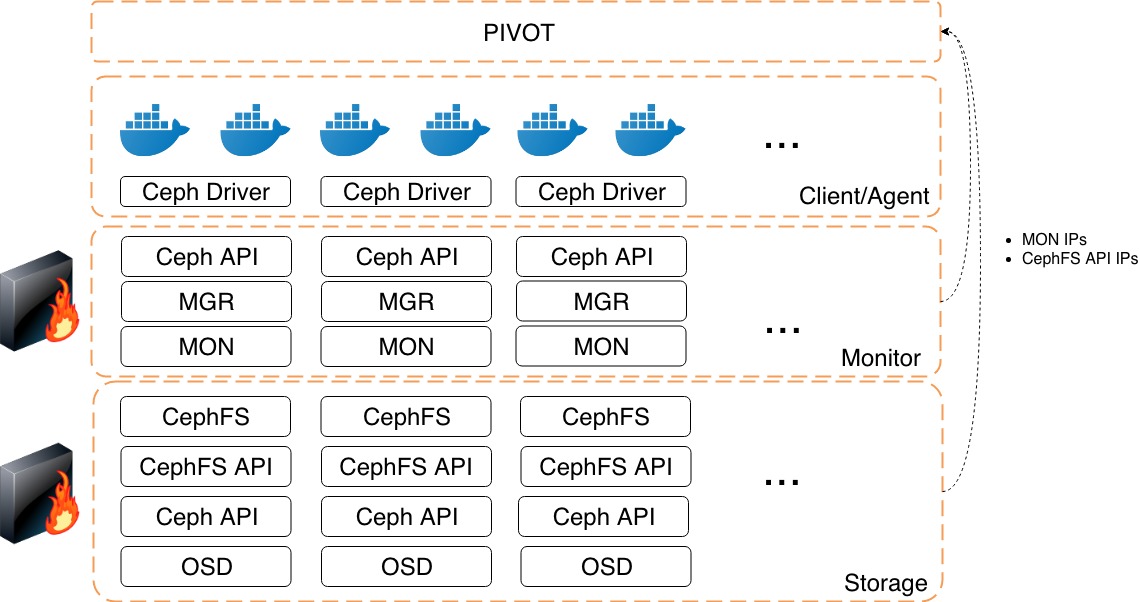 PIVOT
...
Ceph Driver Ceph Driver Ceph Driver
Client/Agent
Ceph API Ceph API Ceph API
MGR MGR MGR
...
MON MON MON
Monitor
• MON IPs
• CephFS API IPs
CephFS CephFS CephFS
CephFS API CephFS API CephFS API
...
Ceph API Ceph API Ceph API
OSD OSD OSD
Storage